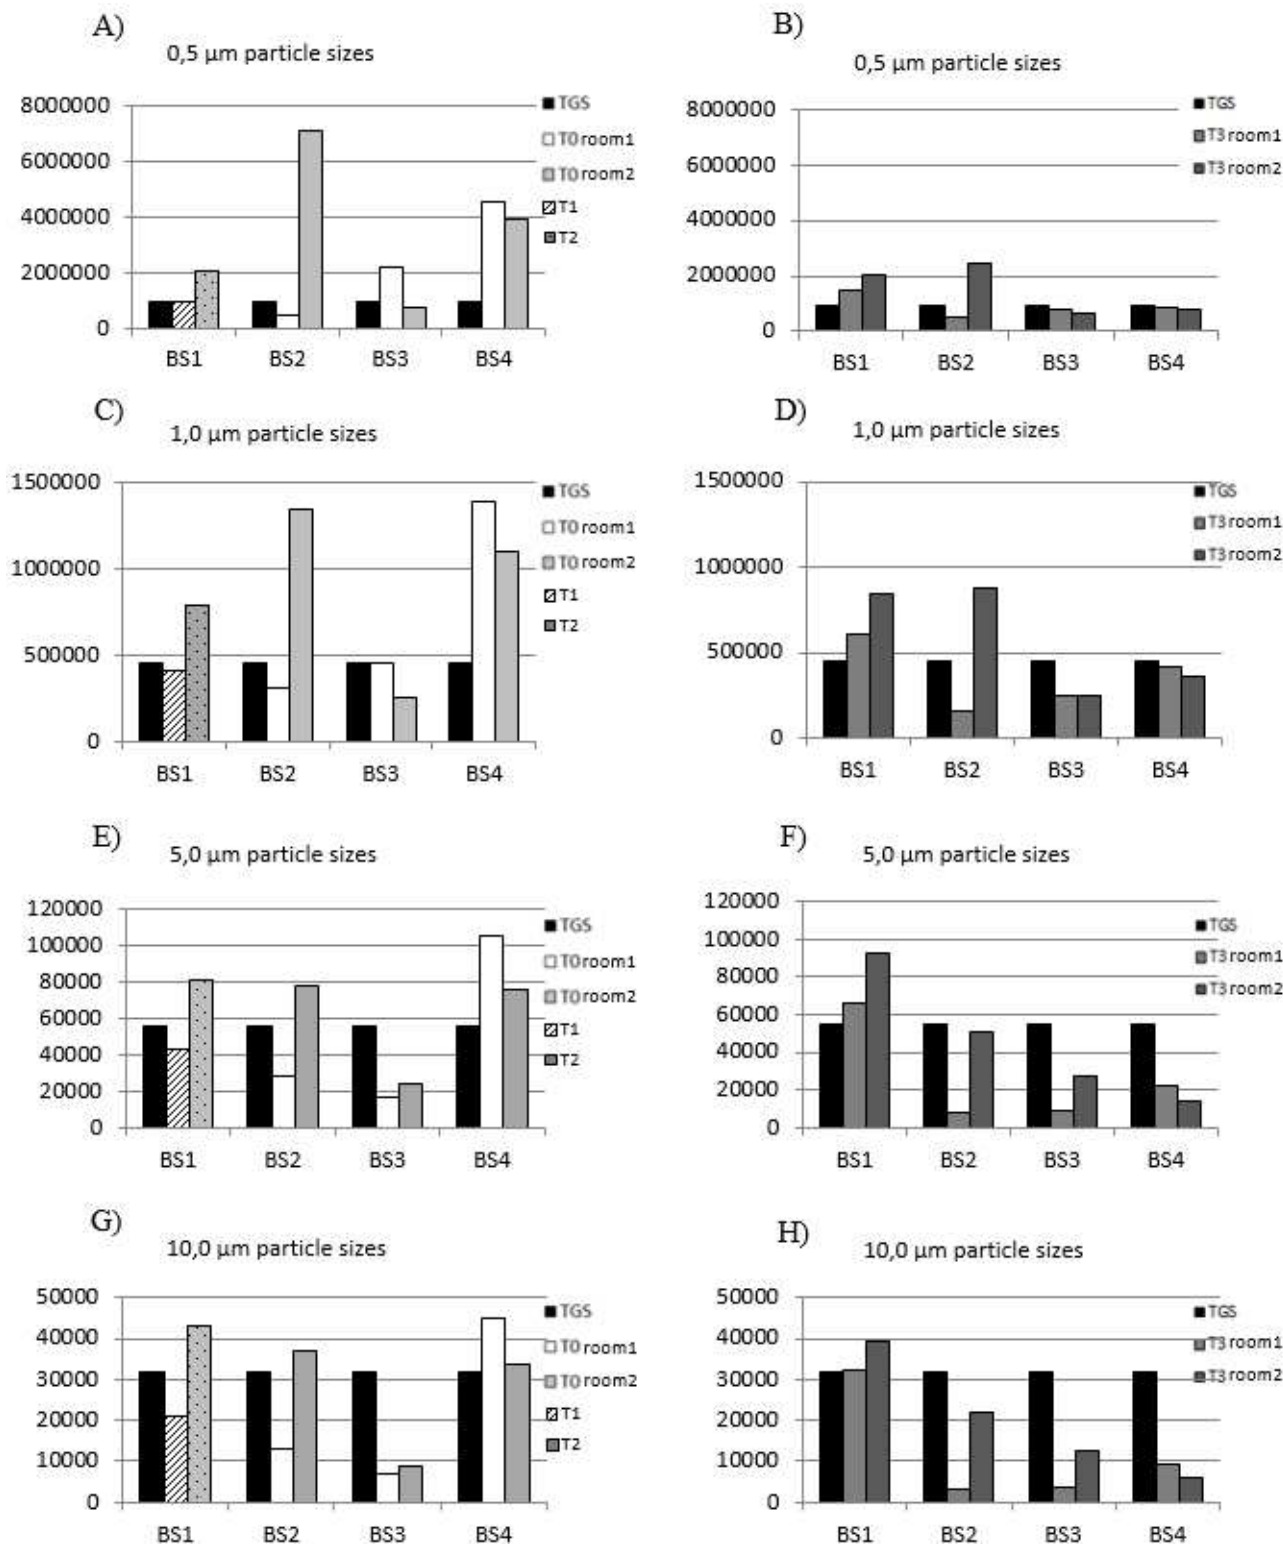 A)
0,5 µm particle sizes
8000000
6000000
4000000
2000000
0
BS1 BS2 BS3 BS4
TGS
T0 room1
T0 room2
T1
T2
B)
0,5 µm particle sizes
8000000
6000000
4000000
2000000
0
BS1 BS2 BS3 BS4
TGS
T3 room1
T3 room2
C)
1,0 µm particle sizes
1500000
1000000
500000
0
BS1 BS2 BS3 BS4
TGS
T0 room1
T0 room2
T1
T2
D)
1,0 µm particle sizes
1500000
1000000
500000
0
BS1 BS2 BS3 BS4
TGS
T3 room1
T3 room2
E)
5,0 µm particle sizes
120000
100000
80000
60000
40000
20000
0
BS1 BS2 BS3 BS4
TGS
T0 room1
T0 room2
T1
T2
F)
5,0 µm particle sizes
120000
100000
80000
60000
40000
20000
0
BS1 BS2 BS3 BS4
TGS
T3 room1
T3 room2
G)
10,0 µm particle sizes
50000
40000
30000
20000
10000
0
BS1 BS2 BS3 BS4
TGS
T0 room1
T0 room2
T1
T2
H)
10,0 µm particle sizes
50000
40000
30000
20000
10000
0
BS1 BS2 BS3 BS4
TGS
T3 room1
T3 room2